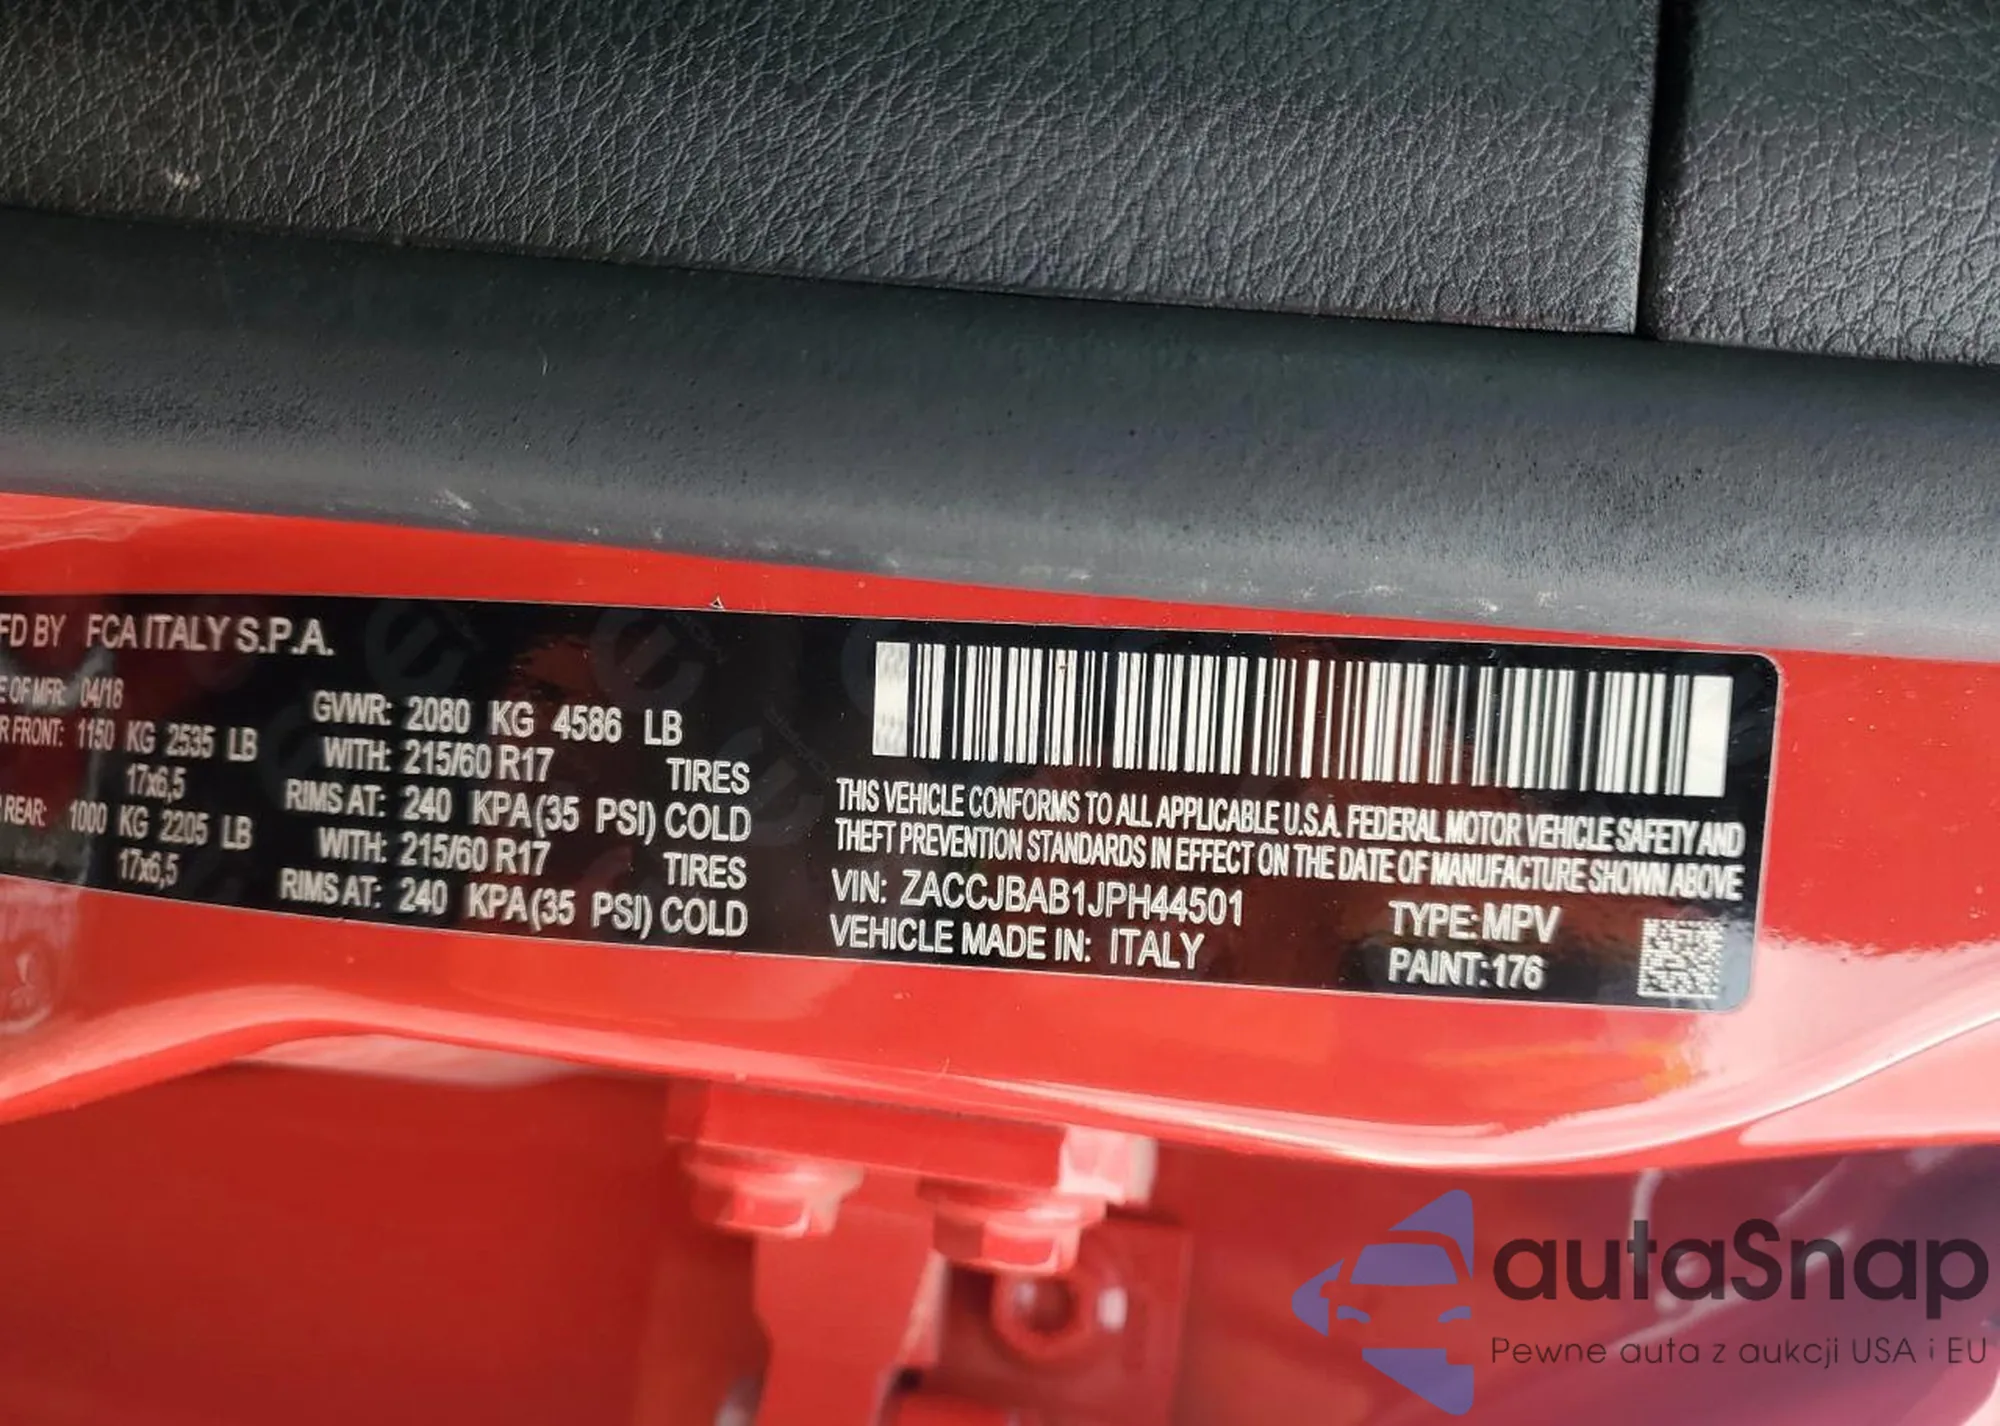 FD BY FCA ITALY S.P.A.
E OF MFR: 04/18
GVWR: 2080 KG 4586 LB
R FRONT: 1150 KG 2535 LB WITH: 215/60 R17 TIRES
17x6,5 RIMS AT: 240 KPA(35 PSI) COLD
REAR: 1000 KG 2205 LB WITH: 215/60 R17 TIRES
17x6,5 RIMS AT: 240 KPA(35 PSI) COLD
THIS VEHICLE CONFORMS TO ALL APPLICABLE U.S.A. FEDERAL MOTOR VEHICLE SAFETY AND
THEFT PREVENTION STANDARDS IN EFFECT ON THE DATE OF MANUFACTURE SHOWN ABOVE
VIN: ZACCJBAB1JPH44501 TYPE: MPV
VEHICLE MADE IN: ITALY PAINT: 176
autaSnap
Pewne auta z aukcji USA i EU